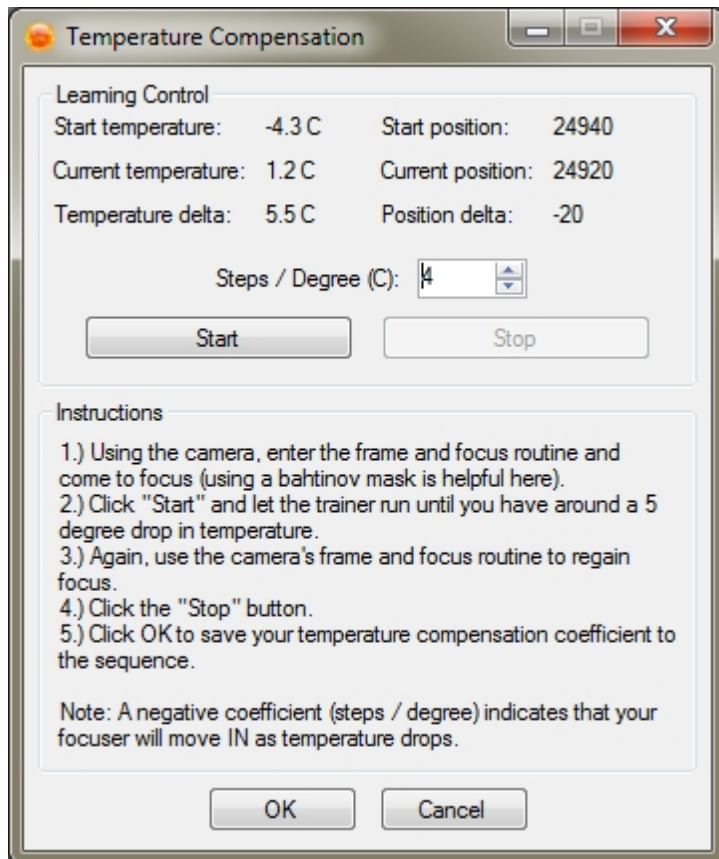 Temperature Compensation
Learning Control
Start temperature: -4.3 C Start position: 24940
Current temperature: 1.2 C Current position: 24920
Temperature delta: 5.5 C Position delta: -20
Steps / Degree (C): 4
Start Stop
Instructions
1.) Using the camera, enter the frame and focus routine and
come to focus (using a bahtinov mask is helpful here).
2.) Click "Start" and let the trainer run until you have around a 5
degree drop in temperature.
3.) Again, use the camera's frame and focus routine to regain
focus.
4.) Click the "Stop" button.
5.) Click OK to save your temperature compensation coefficient to
the sequence.
Note: A negative coefficient (steps / degree) indicates that your
focuser will move IN as temperature drops.
OK Cancel